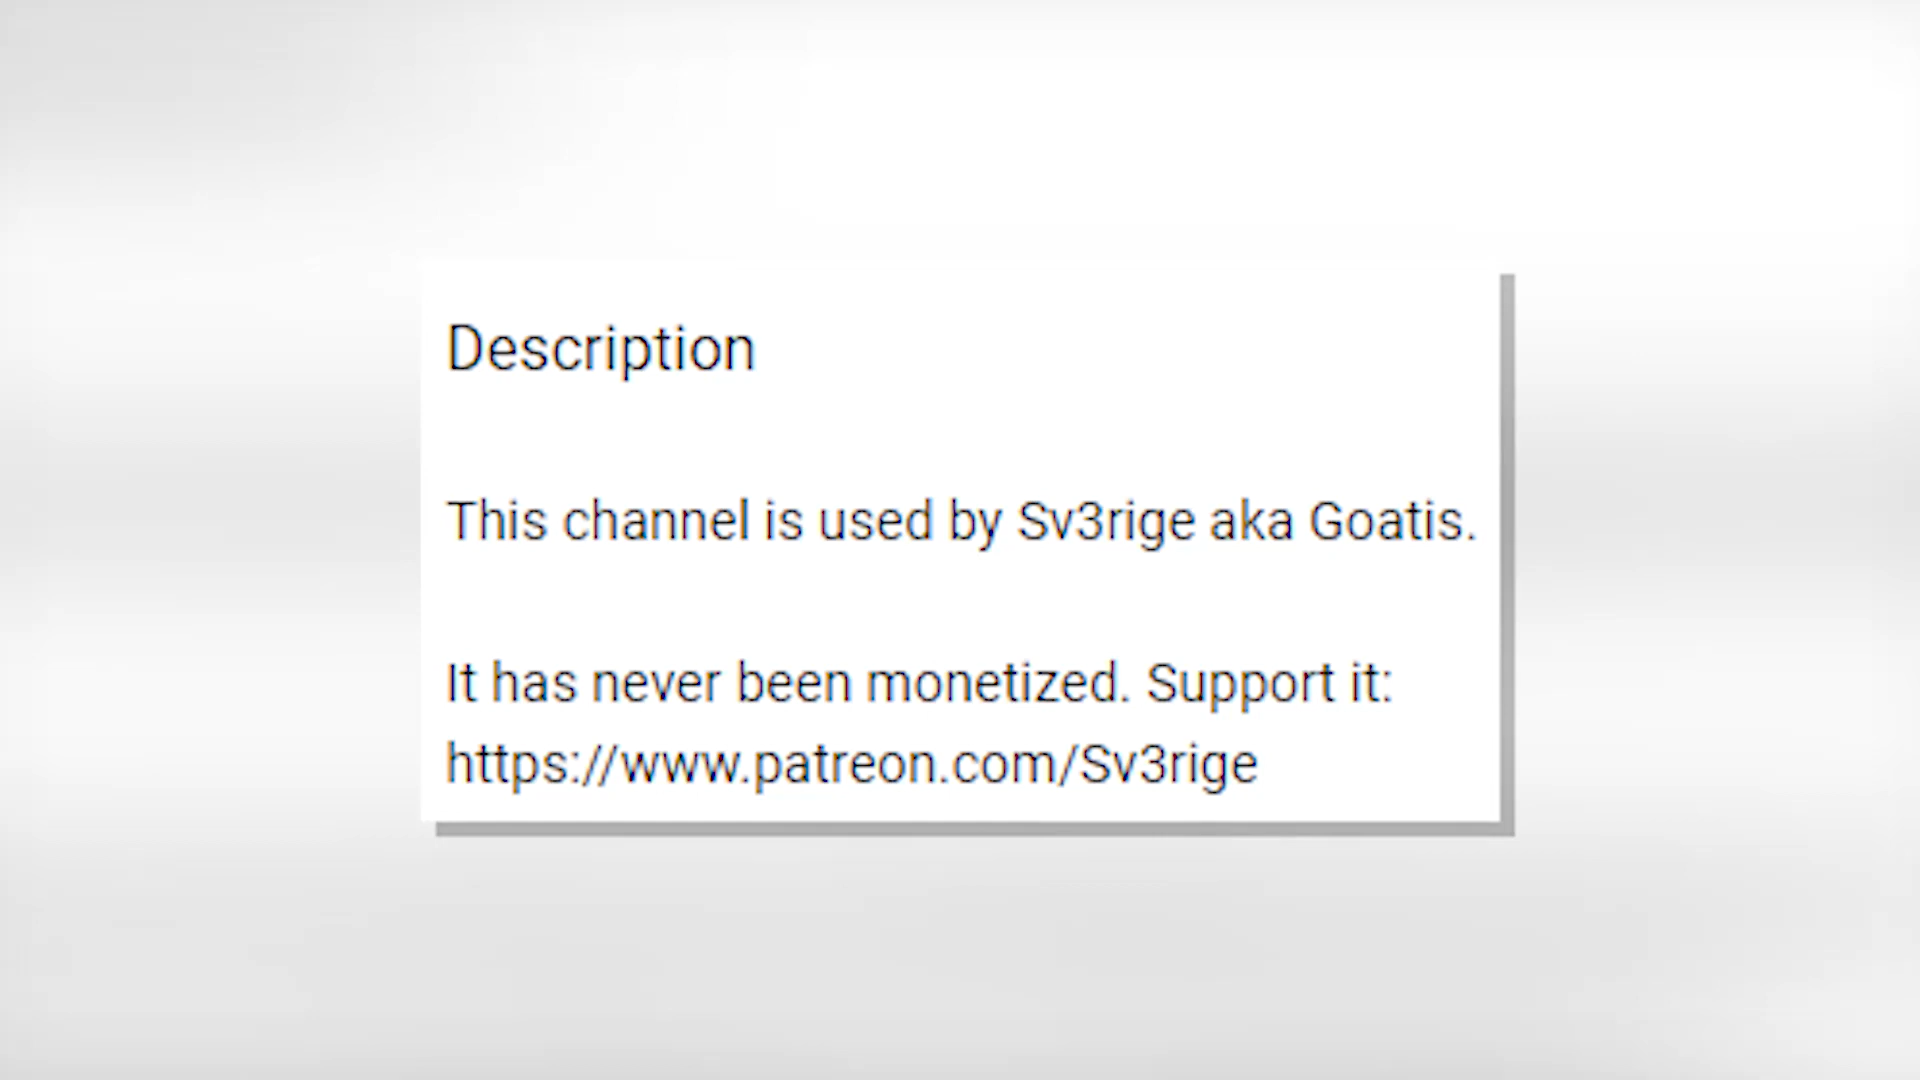 Description
This channel is used by Sv3rige aka Goatis.
It has never been monetized. Support it:
https://www.patreon.com/Sv3rige